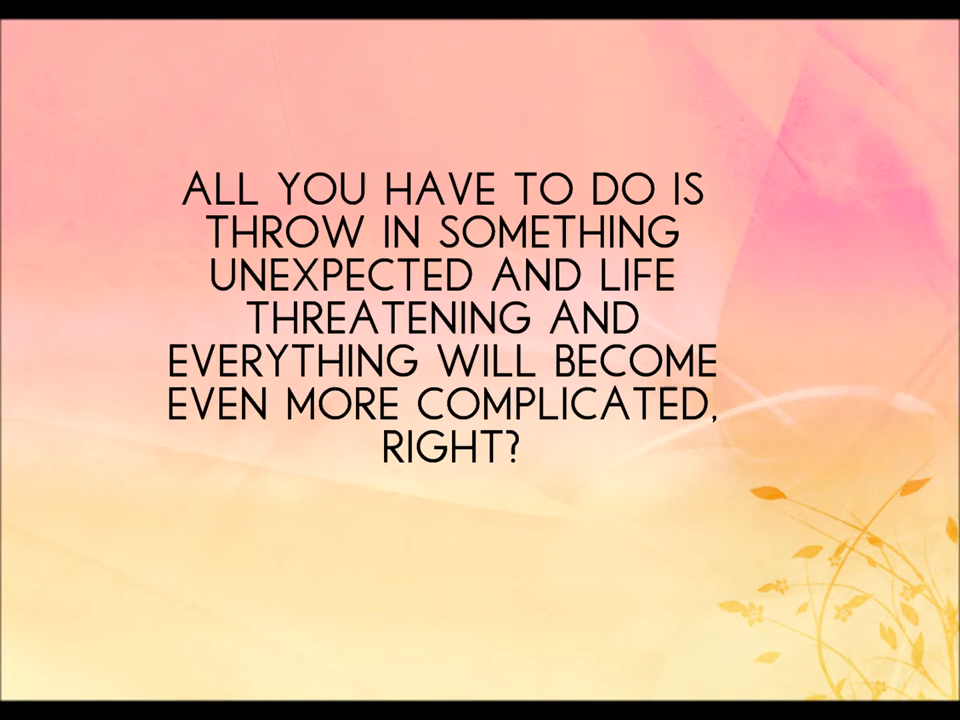 ALL YOU HAVE TO DO IS
THROW IN SOMETHING
UNEXPECTED AND LIFE
THREATENING AND
EVERYTHING WILL BECOME
EVEN MORE COMPLICATED,
RIGHT?